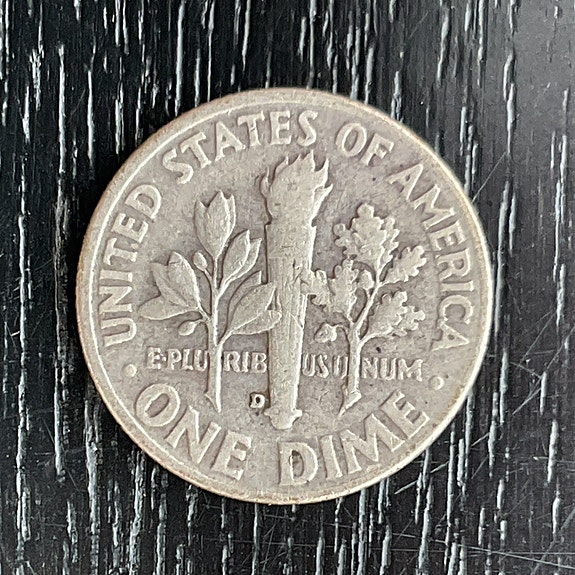 UNITED STATES OF AMERICA
E·PLURIBUS UNUM
D
· ONE DIME ·